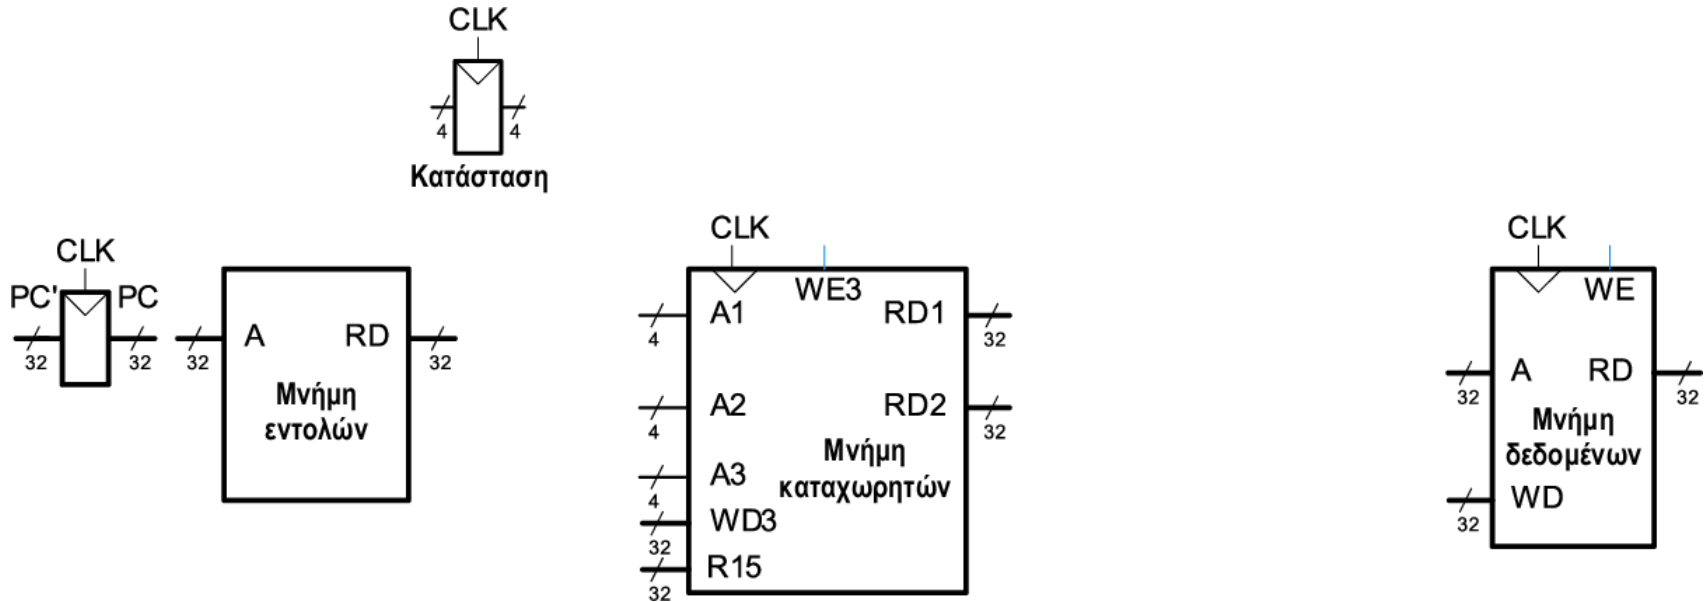 CLK
4
4
Κατάσταση
CLK
PC'
PC
32
32
32
A
RD
32
Μνήμη
εντολών
CLK
WE3
A1
4
RD1
32
A2
4
RD2
32
A3
4
Μνήμη
καταχωρητών
WD3
32
R15
32
CLK
WE
A
32
RD
32
Μνήμη
δεδομένων
WD
32